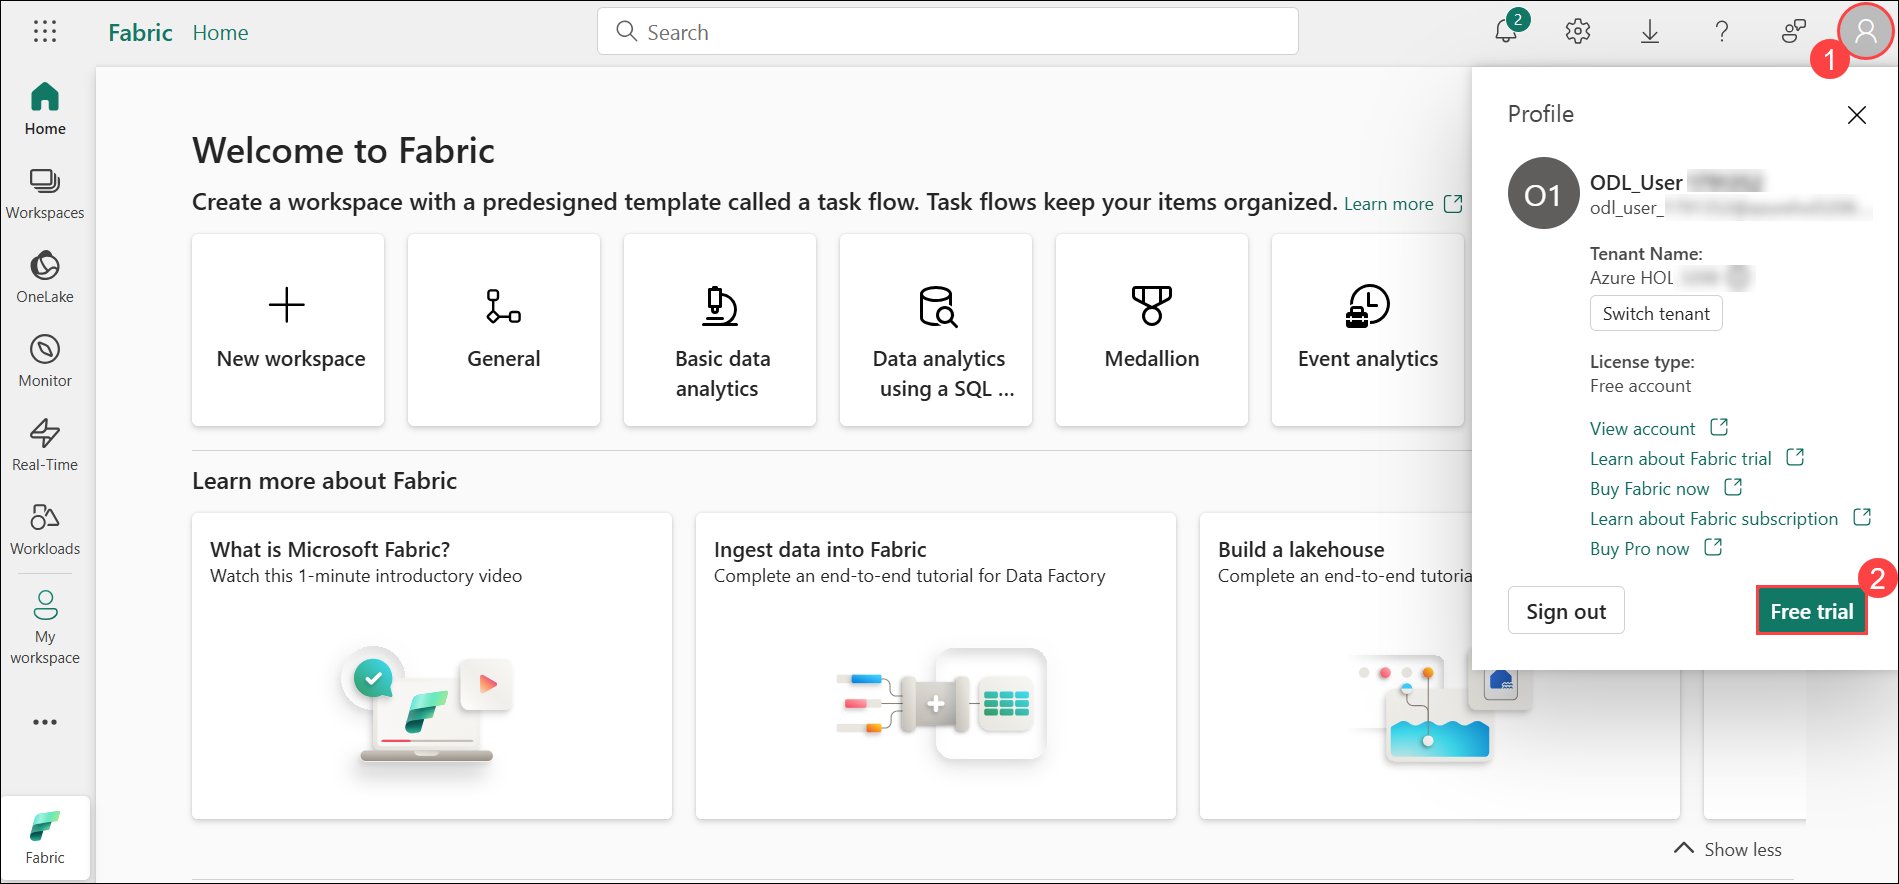 Fabric Home
Search
2
1
Home
Workspaces
OneLake
Monitor
Real-Time
Workloads
My
workspace
Fabric
Welcome to Fabric
Create a workspace with a predesigned template called a task flow. Task flows keep your items organized. Learn more
New workspace
General
Basic data
analytics
Data analytics
using a SQL ...
Medallion
Event analytics
Learn more about Fabric
What is Microsoft Fabric?
Watch this 1-minute introductory video
Ingest data into Fabric
Complete an end-to-end tutorial for Data Factory
Build a lakehouse
Complete an end-to-end tutoria
Show less
Profile
O1
ODL_User
odl_user_
Tenant Name:
Azure HOL
Switch tenant
License type:
Free account
View account
Learn about Fabric trial
Buy Fabric now
Learn about Fabric subscription
Buy Pro now
2
Sign out
Free trial